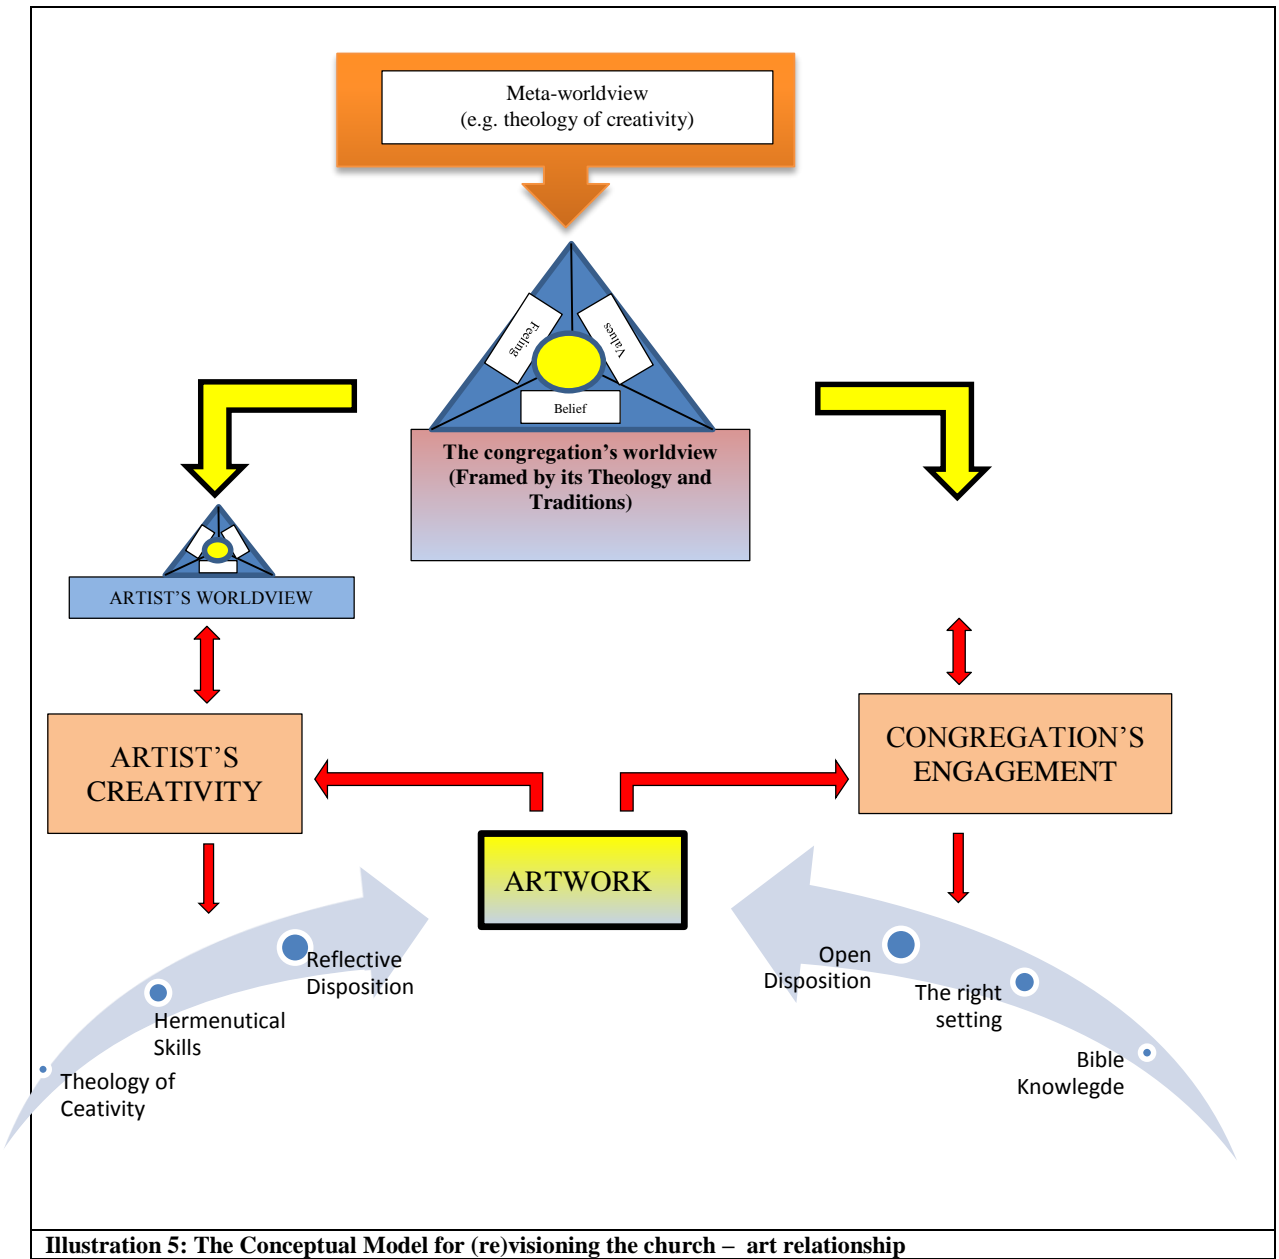 Meta-worldview
(e.g. theology of creativity)
Feeling
Values
Belief
The congregation’s worldview
(Framed by its Theology and
Traditions)
ARTIST’S WORLDVIEW
ARTIST’S
CREATIVITY
CONGREGATION’S
ENGAGEMENT
ARTWORK
Reflective
Disposition
Hermenutical
Skills
Theology of
Ceativity
Open
Disposition
The right
setting
Bible
Knowlegde
Illustration 5: The Conceptual Model for (re)visioning the church – art relationship